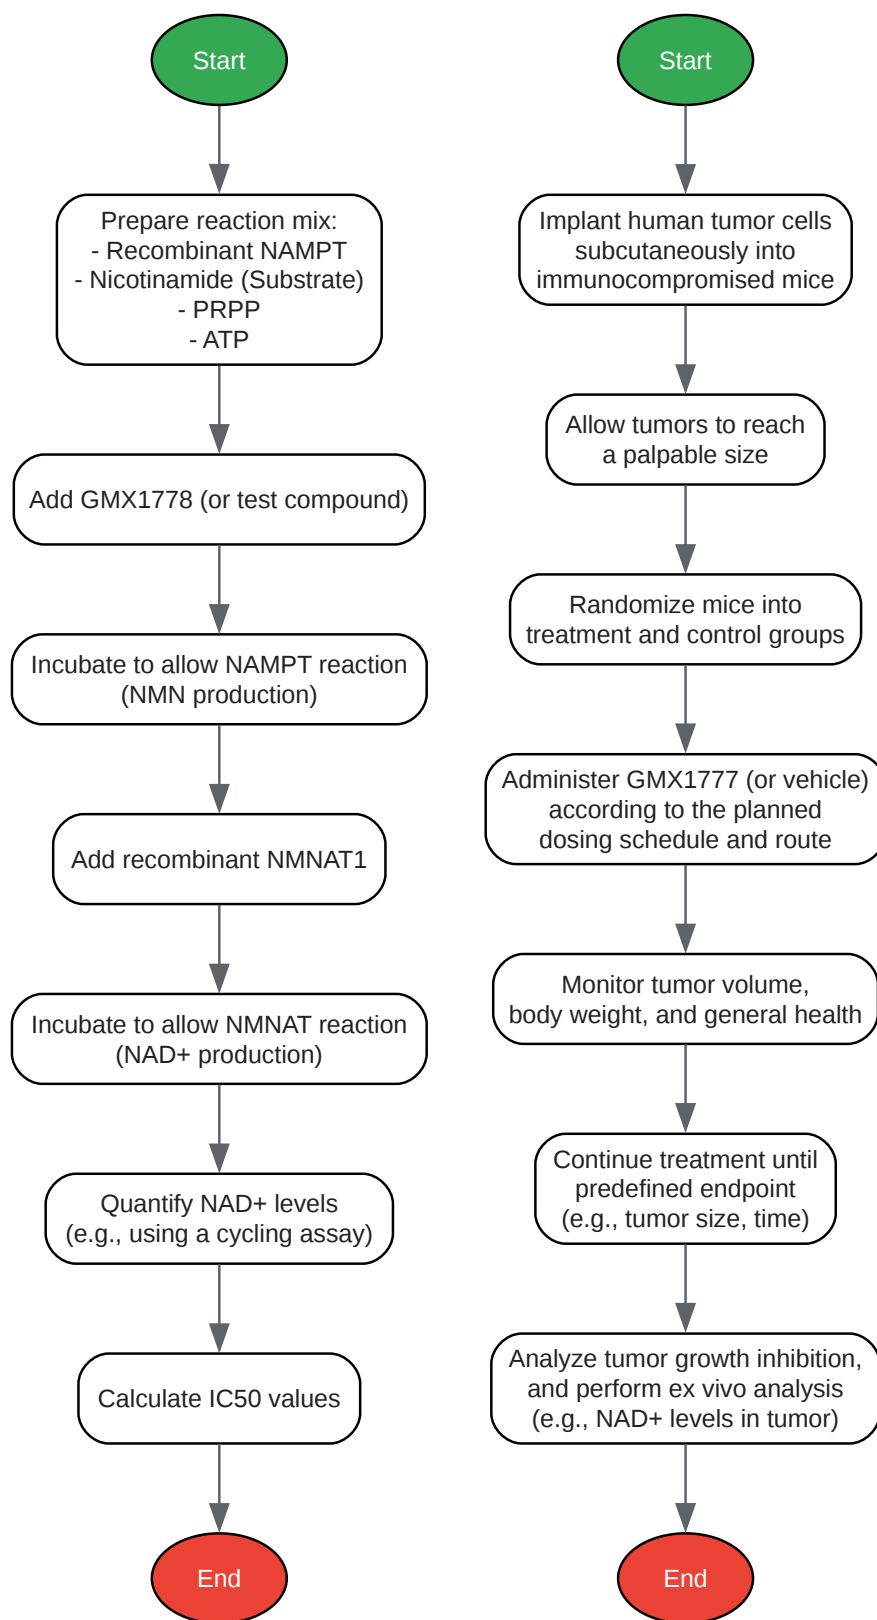 Start
Prepare reaction mix:
- Recombinant NAMPT
- Nicotinamide (Substrate)
- PRPP
- ATP
Add GMX1778 (or test compound)
Incubate to allow NAMPT reaction
(NMN production)
Add recombinant NMNAT1
Incubate to allow NMNAT reaction
(NAD+ production)
Quantify NAD+ levels
(e.g., using a cycling assay)
Calculate IC50 values
End
Start
Implant human tumor cells
subcutaneously into
immunocompromised mice
Allow tumors to reach
a palpable size
Randomize mice into
treatment and control groups
Administer GMX1777 (or vehicle)
according to the planned
dosing schedule and route
Monitor tumor volume,
body weight, and general health
Continue treatment until
predefined endpoint
(e.g., tumor size, time)
Analyze tumor growth inhibition,
and perform ex vivo analysis
(e.g., NAD+ levels in tumor)
End